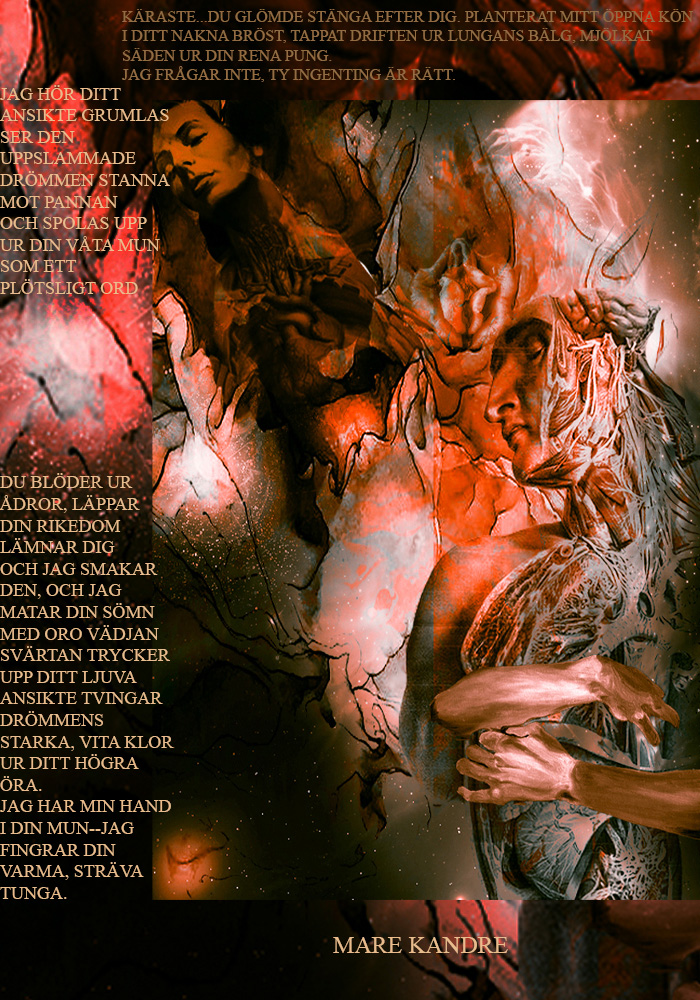 KÄRASTE...DU GLÖMDE STÄNGA EFTER DIG. PLANTERAT MITT ÖPPNA KÖN
I DITT NAKNA BRÖST, TAPPAT DRIFTEN UR LUNGANS BÄLG, MJÖLKAT
SÄDEN UR DIN RENA PUNG.
JAG FRÅGAR INTE, TY INGENTING ÄR RÄTT.
JAG HÖR DITT
ANSIKTE GRUMLAS
SER DEN
UPPSLAMMADE
DRÖMMEN STANNA
MOT PANNAN
OCH SPOLAS UPP
UR DIN VÅTA MUN
SOM ETT
PLÖTSLIGT ORD
DU BLÖDER UR
ÅDROR, LÄPPAR
DIN RIKEDOM
LÄMNAR DIG
OCH JAG SMAKAR
DEN, OCH JAG
MATAR DIN SÖMN
MED ORO VÄDJAN
SVÄRTAN TRYCKER
UPP DITT LJUVA
ANSIKTE TVINGAR
DRÖMMENS
STARKA, VITA KLOR
UR DITT HÖGRA
ÖRA.
JAG HAR MIN HAND
I DIN MUN--JAG
FINGRAR DIN
VARMA, STRÄVA
TUNGA.
MARE KANDRE